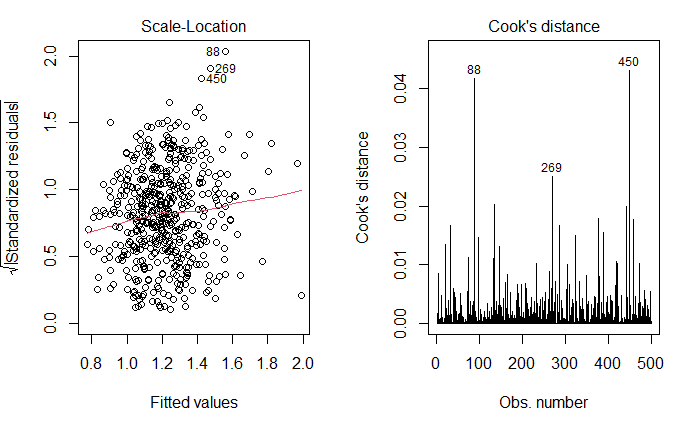 Scale-Location
√|Standardized residuals|
2.0
1.5
1.0
0.5
0.0
88
269
450
0.8 1.0 1.2 1.4 1.6 1.8 2.0
Fitted values
Cook's distance
Cook's distance
0.04
0.03
0.02
0.01
0.00
88
450
269
0 100 200 300 400 500
Obs. number